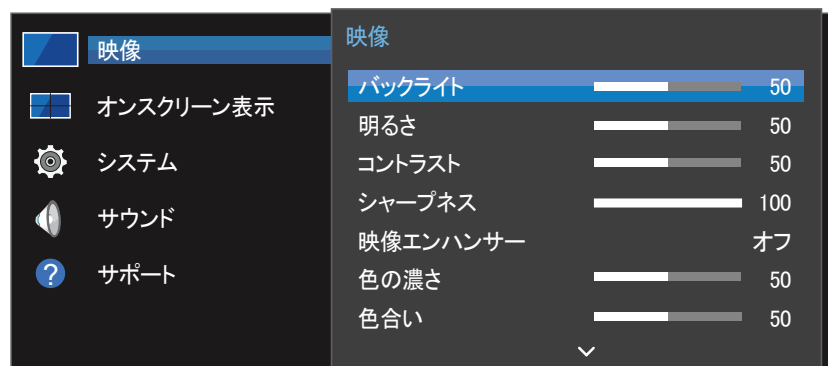 映像
オンスクリーン表示
システム
サウンド
? サポート
映像
バックライト 50
明るさ 50
コントラスト 50
シャープネス 100
映像エンハンサー オフ
色の濃さ 50
色合い 50